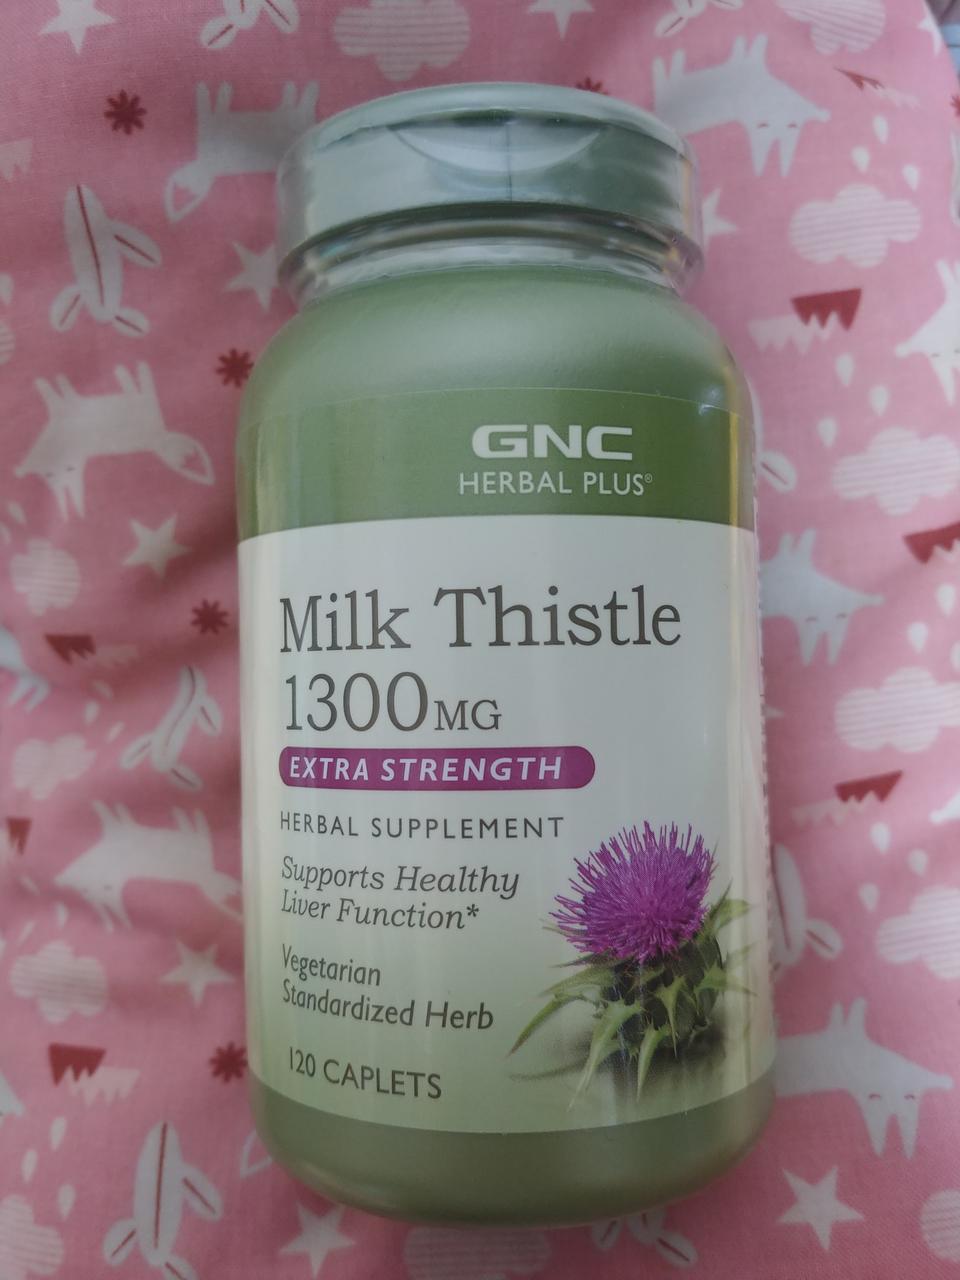 GNC
HERBAL PLUS®
Milk Thistle
1300MG
EXTRA STRENGTH
HERBAL SUPPLEMENT
Supports Healthy
Liver Function*
Vegetarian
Standardized Herb
120 CAPLETS